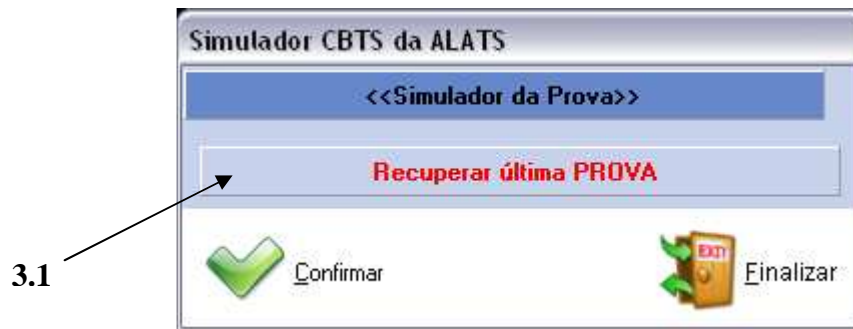 Simulador CBTS da ALATS
<<Simulador da Prova>>
Recuperar última PROVA
3.1
Confirmar
EXIT
Finalizar